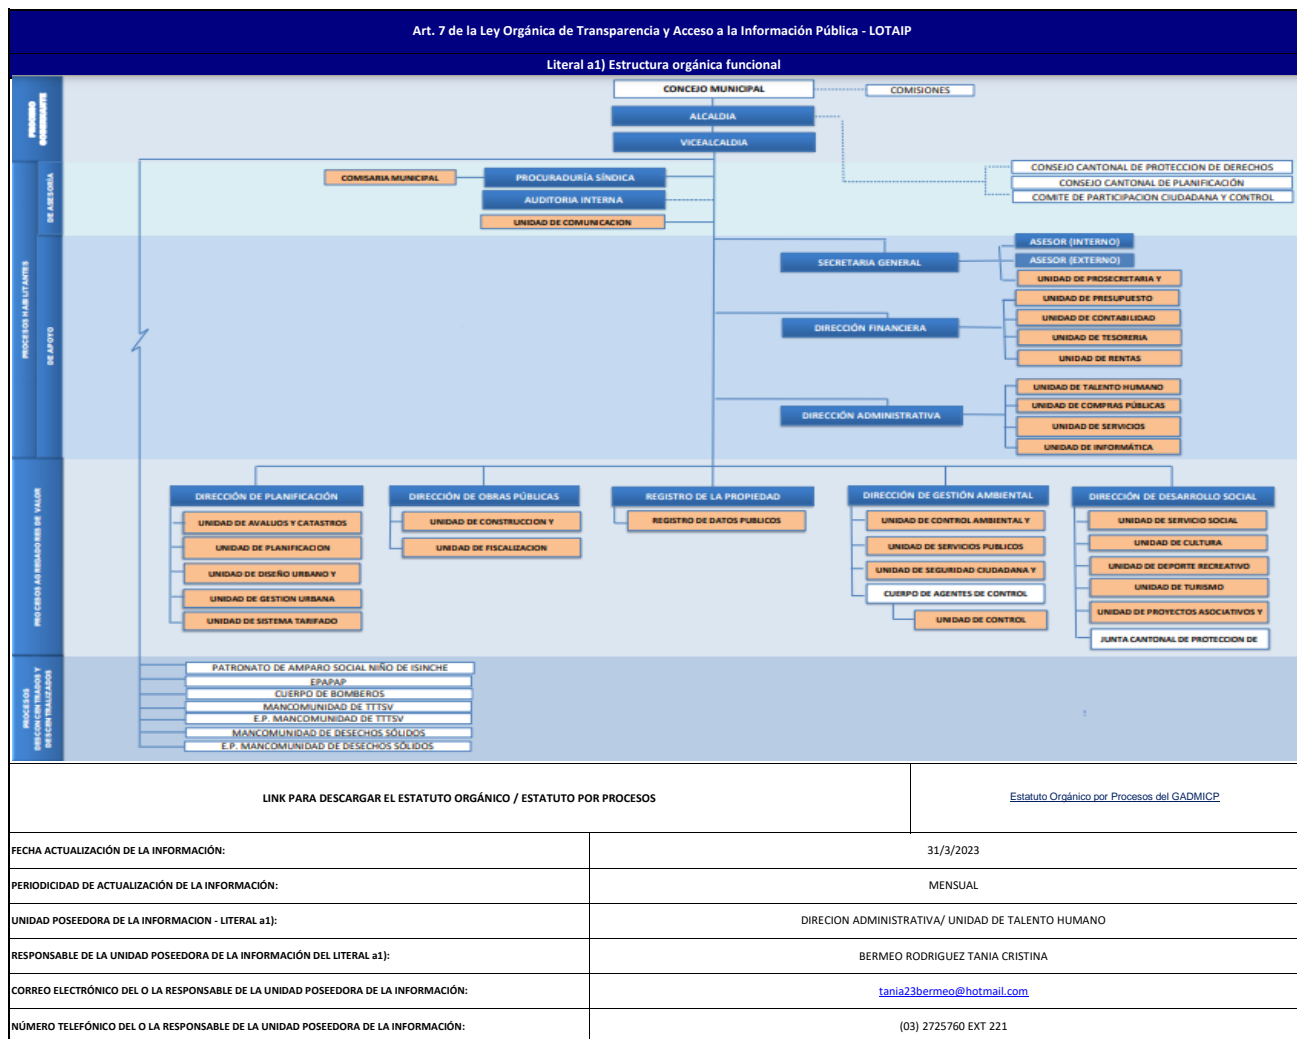 Art. 7 de la Ley Orgánica de Transparencia y Acceso a la Información Pública - LOTAIP
Literal a1) Estructura orgánica funcional
PROCESO GOBERNANTE
CONCEJO MUNICIPAL
COMISIONES
ALCALDIA
VICEALCALDIA
CONSEJO CANTONAL DE PROTECCION DE DERECHOS
CONSEJO CANTONAL DE PLANIFICACIÓN
COMITE DE PARTICIPACION CIUDADANA Y CONTROL
PROCESOS HABILITANTES
DE ASESORÍA
COMISARIA MUNICIPAL
PROCURADURÍA SÍNDICA
AUDITORIA INTERNA
UNIDAD DE COMUNICACION
DE APOYO
SECRETARIA GENERAL
ASESOR (INTERNO)
ASESOR (EXTERNO)
UNIDAD DE PROSECRETARIA Y
DIRECCIÓN FINANCIERA
UNIDAD DE PRESUPUESTO
UNIDAD DE CONTABILIDAD
UNIDAD DE TESORERIA
UNIDAD DE RENTAS
DIRECCIÓN ADMINISTRATIVA
UNIDAD DE TALENTO HUMANO
UNIDAD DE COMPRAS PÚBLICAS
UNIDAD DE SERVICIOS
UNIDAD DE INFORMÁTICA
PROCESOS AGREGADORES DE VALOR
DIRECCIÓN DE PLANIFICACIÓN
UNIDAD DE AVALUOS Y CATASTROS
UNIDAD DE PLANIFICACION
UNIDAD DE DISEÑO URBANO Y
UNIDAD DE GESTION URBANA
UNIDAD DE SISTEMA TARIFADO
DIRECCIÓN DE OBRAS PÚBLICAS
UNIDAD DE CONSTRUCCION Y
UNIDAD DE FISCALIZACION
REGISTRO DE LA PROPIEDAD
REGISTRO DE DATOS PUBLICOS
DIRECCIÓN DE GESTIÓN AMBIENTAL
UNIDAD DE CONTROL AMBIENTAL Y
UNIDAD DE SERVICIOS PUBLICOS
UNIDAD DE SEGURIDAD CIUDADANA Y
CUERPO DE AGENTES DE CONTROL
UNIDAD DE CONTROL
DIRECCIÓN DE DESARROLLO SOCIAL
UNIDAD DE SERVICIO SOCIAL
UNIDAD DE CULTURA
UNIDAD DE DEPORTE RECREATIVO
UNIDAD DE TURISMO
UNIDAD DE PROYECTOS ASOCIATIVOS Y
JUNTA CANTONAL DE PROTECCION DE
PROCESOS DESCONCENTRADOS Y DESCENTRALIZADOS
PATRONATO DE AMPARO SOCIAL NIÑO DE ISINCHE
EPAPAP
CUERPO DE BOMBEROS
MANCOMUNIDAD DE TTTSV
E.P. MANCOMUNIDAD DE TTTSV
MANCOMUNIDAD DE DESECHOS SÓLIDOS
E.P. MANCOMUNIDAD DE DESECHOS SÓLIDOS
LINK PARA DESCARGAR EL ESTATUTO ORGÁNICO / ESTATUTO POR PROCESOS
Estatuto Orgánico por Procesos del GADMICP
FECHA ACTUALIZACIÓN DE LA INFORMACIÓN:
31/3/2023
PERIODICIDAD DE ACTUALIZACIÓN DE LA INFORMACIÓN:
MENSUAL
UNIDAD POSEEDORA DE LA INFORMACION - LITERAL a1):
DIRECION ADMINISTRATIVA/ UNIDAD DE TALENTO HUMANO
RESPONSABLE DE LA UNIDAD POSEEDORA DE LA INFORMACIÓN DEL LITERAL a1):
BERMEO RODRIGUEZ TANIA CRISTINA
CORREO ELECTRÓNICO DEL O LA RESPONSABLE DE LA UNIDAD POSEEDORA DE LA INFORMACIÓN:
tania23bermeo@hotmail.com
NÚMERO TELEFÓNICO DEL O LA RESPONSABLE DE LA UNIDAD POSEEDORA DE LA INFORMACIÓN:
(03) 2725760 EXT 221